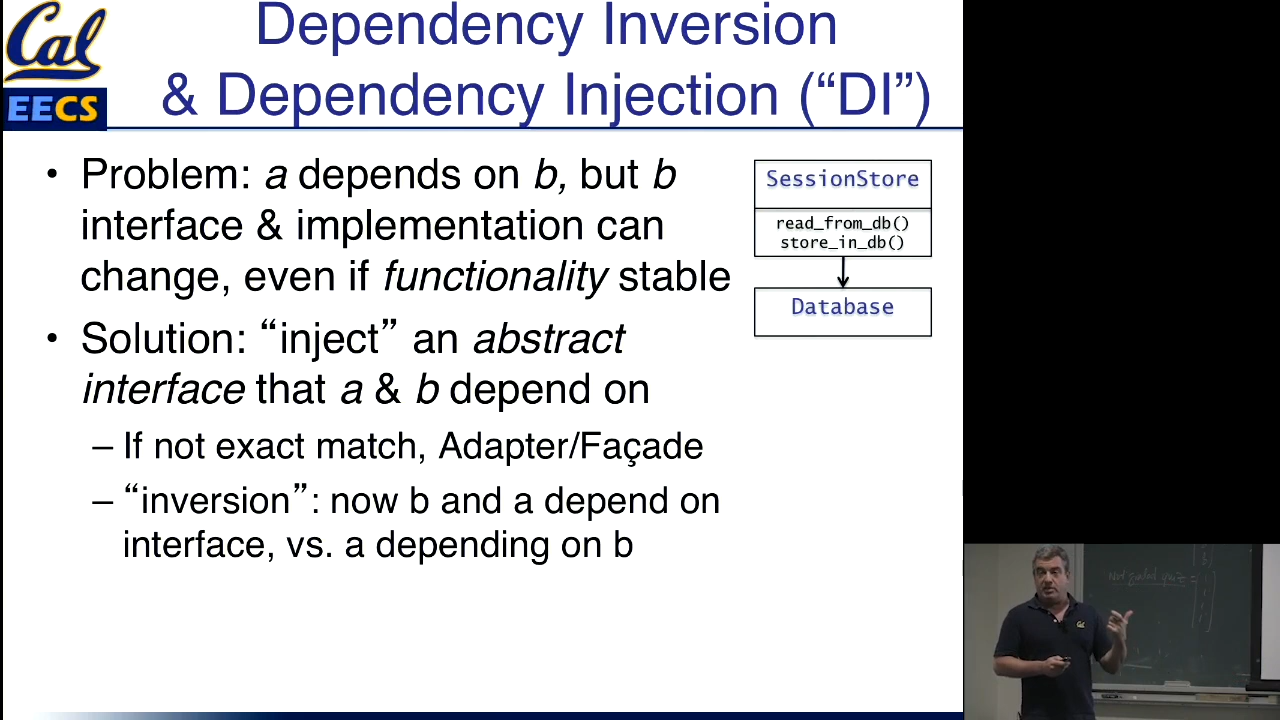 Cal
EECS
Dependency Inversion
& Dependency Injection (“DI”)
• Problem: a depends on b, but b
interface & implementation can
change, even if functionality stable
• Solution: “inject” an abstract
interface that a & b depend on
– If not exact match, Adapter/Façade
– “inversion”: now b and a depend on
interface, vs. a depending on b
SessionStore
read_from_db()
store_in_db()
Database
Cal